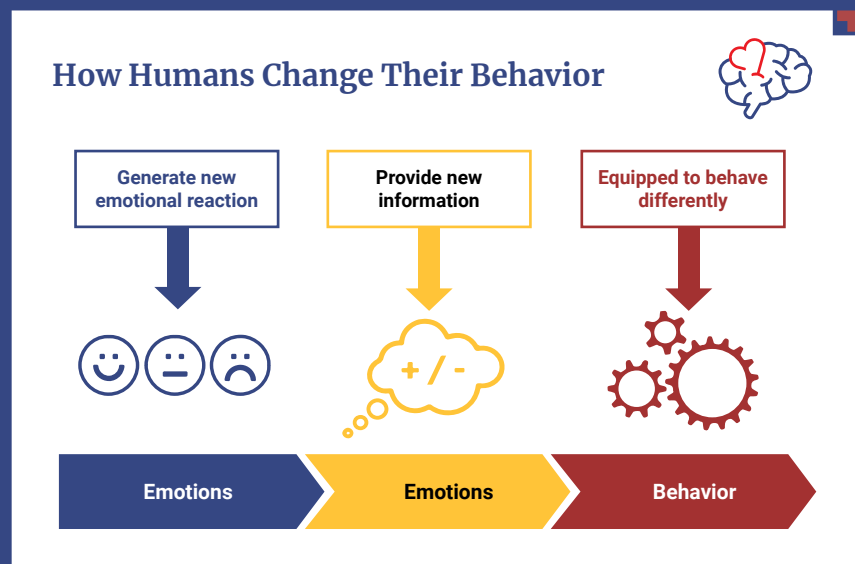 How Humans Change Their Behavior
Generate new
emotional reaction
Provide new
information
Equipped to behave
differently
+ / -
Emotions
Emotions
Behavior